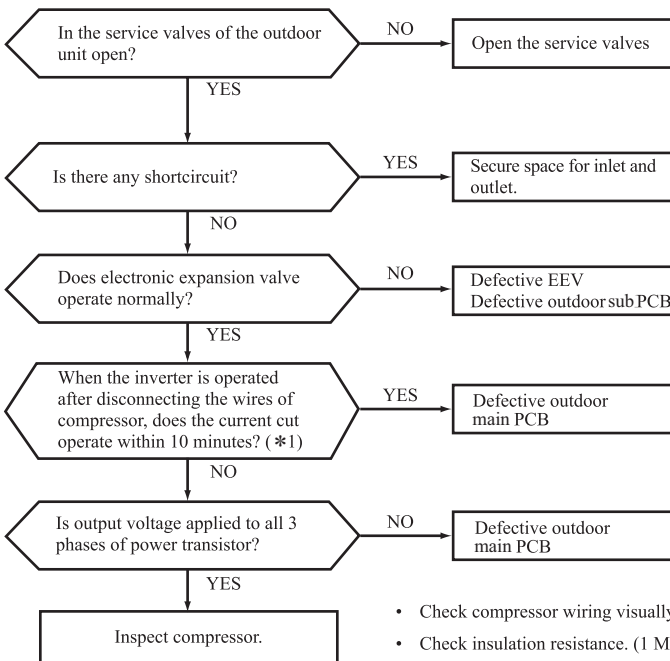 In the service valves of the outdoor
unit open?
NO
Open the service valves
YES
Is there any shortcircuit?
YES
Secure space for inlet and
outlet.
NO
Does electronic expansion valve
operate normally?
NO
Defective EEV
Defective outdoor sub PCB
YES
When the inverter is operated
after disconnecting the wires of
compressor, does the current cut
operate within 10 minutes? (∗1)
YES
Defective outdoor
main PCB
NO
Is output voltage applied to all 3
phases of power transistor?
NO
Defective outdoor
main PCB
YES
Inspect compressor.
• Check compressor wiring visually
• Check insulation resistance. (1 M